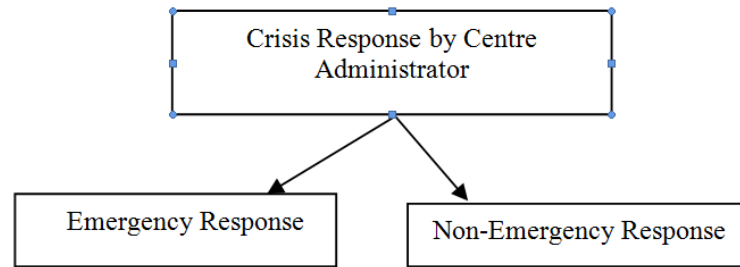 Crisis Response by Centre
Administrator
Emergency Response
Non-Emergency Response